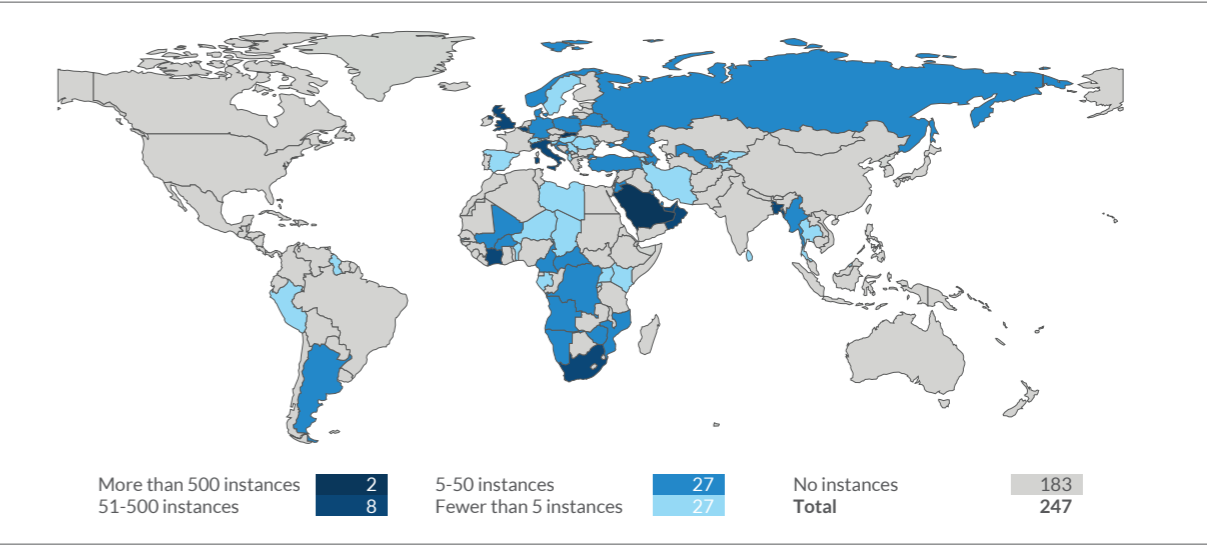 More than 500 instances 2 5-50 instances 27 No instances 183
51-500 instances 8 Fewer than 5 instances 27 Total 247